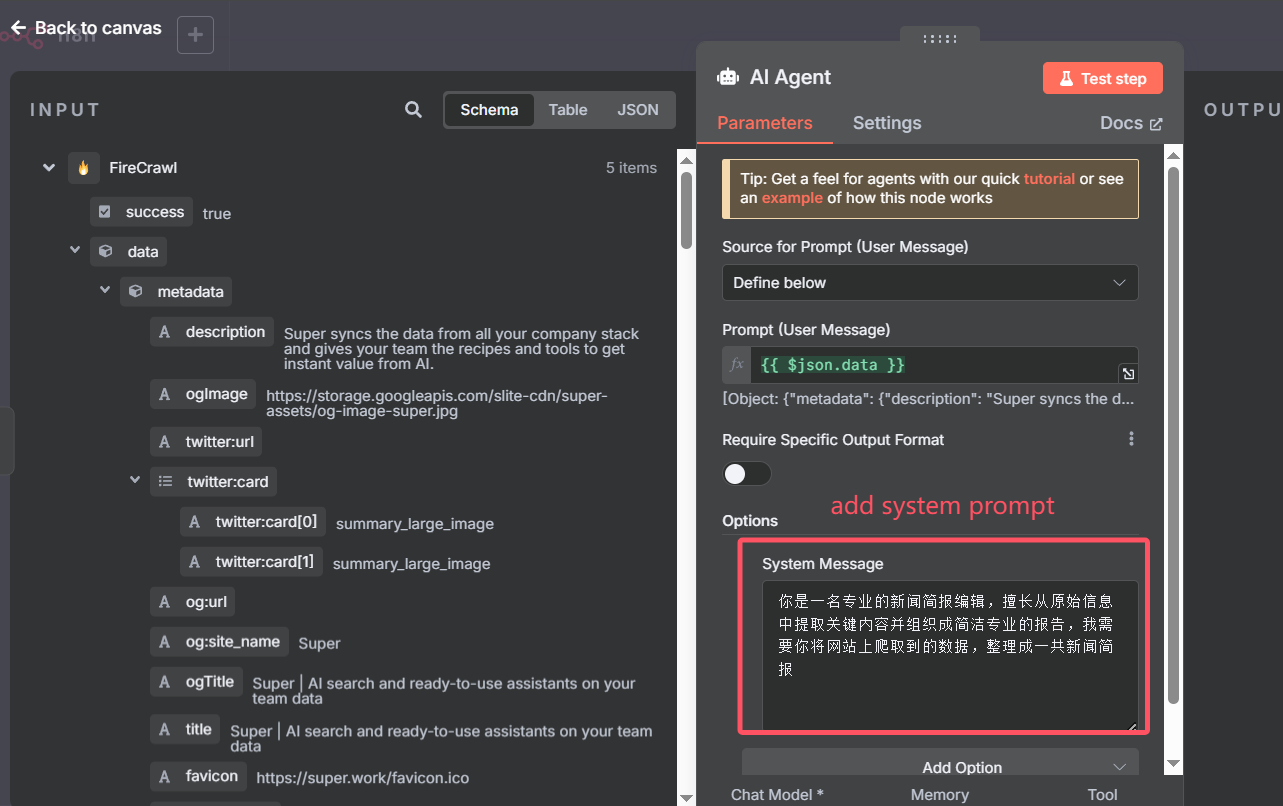 Back to canvas
n8n
INPUT
Schema
Table
JSON
FireCrawl
5 items
success
true
data
metadata
A
description
Super syncs the data from all your company stack
and gives your team the recipes and tools to get
instant value from AI.
A
ogImage
https://storage.googleapis.com/slite-cdn/super-
assets/og-image-super.jpg
A
twitter:url
twitter:card
A
twitter:card[0]
summary_large_image
A
twitter:card[1]
summary_large_image
A
og:url
A
og:site_name
Super
A
ogTitle
Super | AI search and ready-to-use assistants on your
team data
A
title
Super | AI search and ready-to-use assistants on your team
data
A
favicon
https://super.work/favicon.ico
AI Agent
Test step
Parameters
Settings
Docs
Tip: Get a feel for agents with our quick tutorial or see
an example of how this node works
Source for Prompt (User Message)
Define below
Prompt (User Message)
fx
{{ $json.data }}
[Object: {"metadata": {"description": "Super syncs the d...
Require Specific Output Format
add system prompt
Options
System Message
你是一名专业的新闻简报编辑，擅长从原始信息
中提取关键内容并组织成简洁专业的报告，我需
要你将网站上爬取到的数据，整理成一共新闻简
报
Add Option
Chat Model *
Memory
Tool
OUTPU